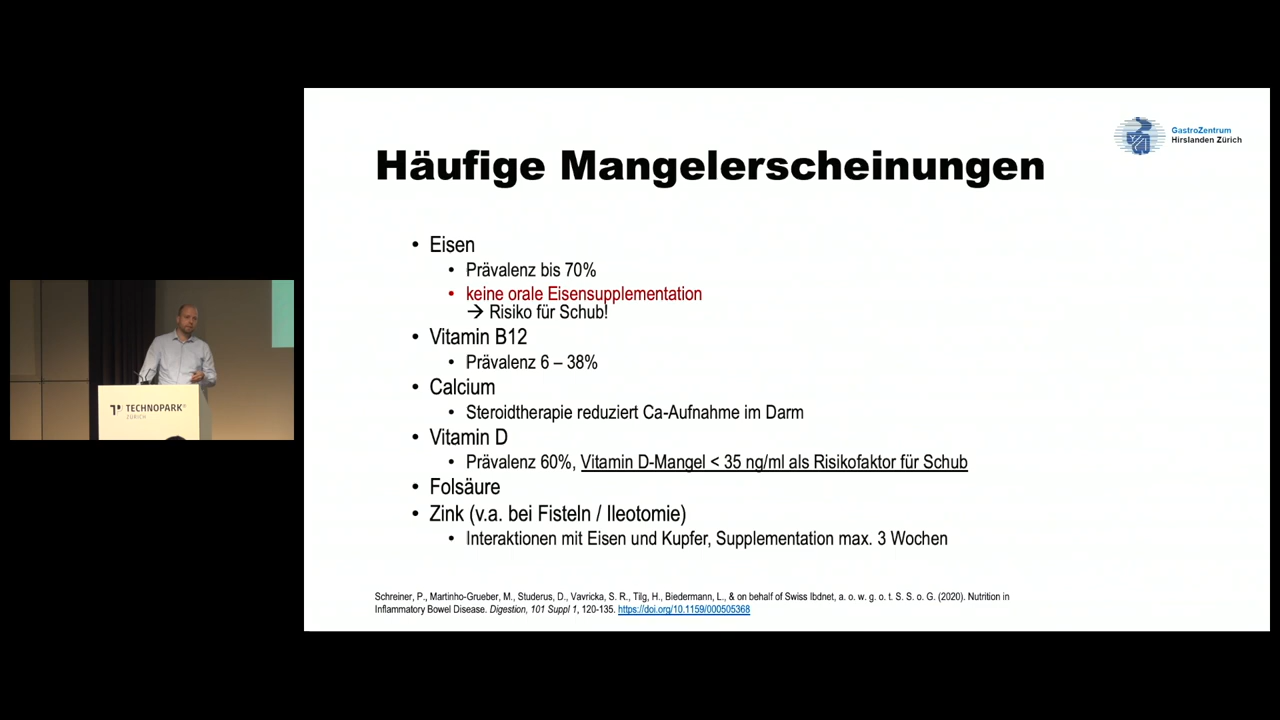 GastroZentrum
Hirslanden Zürich
Häufige Mangelerscheinungen
• Eisen
• Prävalenz bis 70%
• keine orale Eisensupplementation
→ Risiko für Schub!
• Vitamin B12
• Prävalenz 6 – 38%
• Calcium
• Steroidtherapie reduziert Ca-Aufnahme im Darm
• Vitamin D
• Prävalenz 60%, Vitamin D-Mangel < 35 ng/ml als Risikofaktor für Schub
• Folsäure
• Zink (v.a. bei Fisteln / Ileotomie)
• Interaktionen mit Eisen und Kupfer, Supplementation max. 3 Wochen
Schreiner, P., Martinho-Grueber, M., Studerus, D., Vavricka, S. R., Tilg, H., Biedermann, L., & on behalf of Swiss Ibdnet, a. o. w. g. o. t. S. S. o. G. (2020). Nutrition in
Inflammatory Bowel Disease. Digestion, 101 Suppl 1, 120-135. https://doi.org/10.1159/000505368
TECHNOPARK®
ZÜRICH